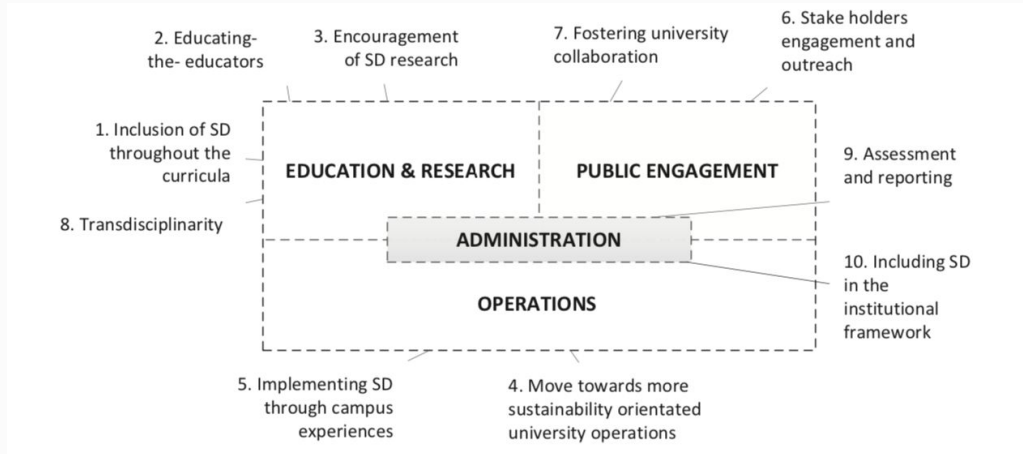 2. Educating-
the- educators
3. Encouragement
of SD research
7. Fostering university
collaboration
6. Stake holders
engagement and
outreach
1. Inclusion of SD
throughout the
curricula
8. Transdisciplinarity
EDUCATION & RESEARCH
PUBLIC ENGAGEMENT
9. Assessment
and reporting
ADMINISTRATION
10. Including SD
in the
institutional
framework
OPERATIONS
5. Implementing SD
through campus
experiences
4. Move towards more
sustainability orientated
university operations